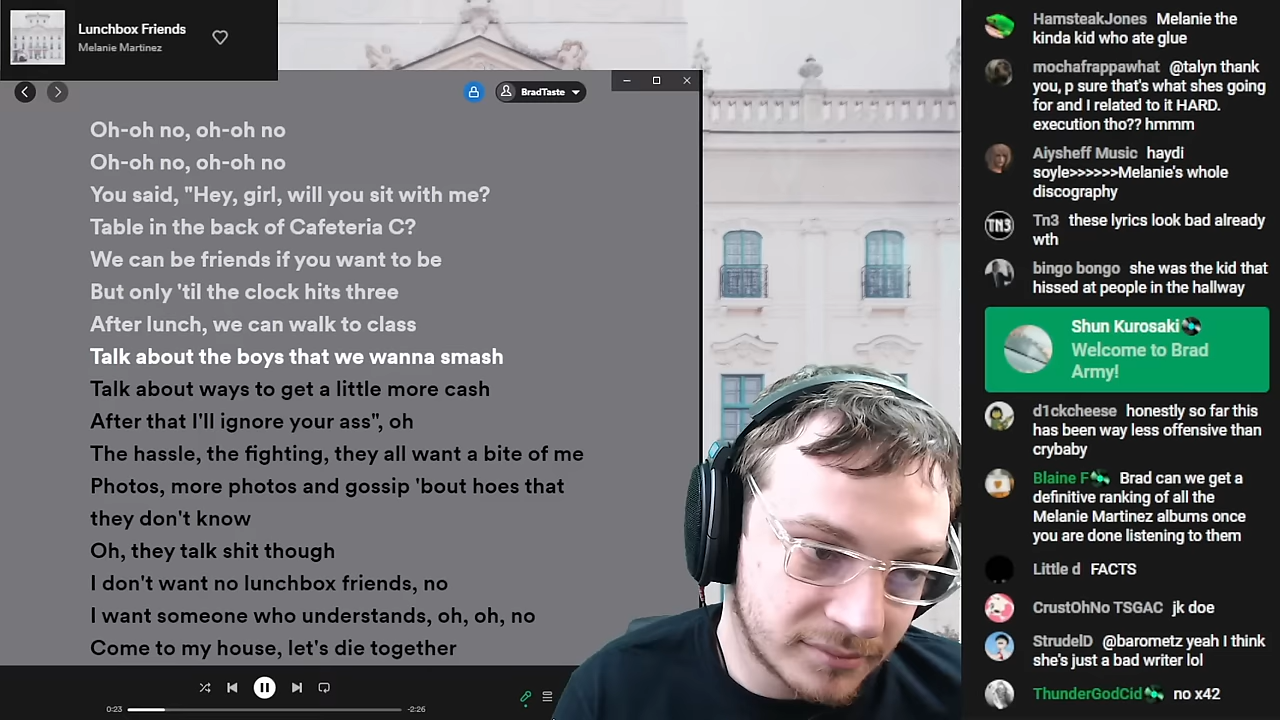 Lunchbox Friends
Melanie Martinez
BradTaste
Oh-oh no, oh-oh no
Oh-oh no, oh-oh no
You said, "Hey, girl, will you sit with me?
Table in the back of Cafeteria C?
We can be friends if you want to be
But only 'til the clock hits three
After lunch, we can walk to class
Talk about the boys that we wanna smash
Talk about ways to get a little more cash
After that I'll ignore your ass", oh
The hassle, the fighting, they all want a bite of me
Photos, more photos and gossip 'bout hoes that
they don't know
Oh, they talk shit though
I don't want no lunchbox friends, no
I want someone who understands, oh, oh, no
Come to my house, let's die together
0:23
-2:26
HamsteakJones Melanie the
kinda kid who ate glue
mochafrappawhat @talyn thank
you, p sure that's what shes going
for and I related to it HARD.
execution tho?? hmmm
Aiysheff Music haydi
soyle>>>>>>Melanie's whole
discography
TN3
Tn3 these lyrics look bad already
wth
bingo bongo she was the kid that
hissed at people in the hallway
Shun Kurosaki
Welcome to Brad
Army!
d1ckcheese honestly so far this
has been way less offensive than
crybaby
Blaine F Brad can we get a
definitive ranking of all the
Melanie Martinez albums once
you are done listening to them
Little d FACTS
CrustOhNo TSGAC jk doe
StrudelD @barometz yeah I think
she's just a bad writer lol
ThunderGodCid no x42